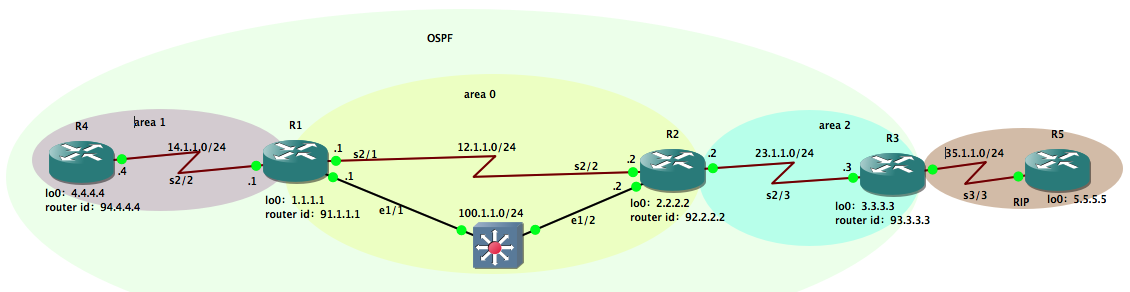 OSPF
area 0
area 1
area 2
R4
R1
R2
R3
R5
14.1.1.0/24
12.1.1.0/24
23.1.1.0/24
35.1.1.0/24
.4
s2/2
.1
.1
s2/1
.1
s2/2
.2
.2
.2
s2/3
.3
s3/3
RIP
lo0：4.4.4.4
router id：94.4.4.4
lo0：1.1.1.1
router id：91.1.1.1
e1/1
100.1.1.0/24
e1/2
lo0：2.2.2.2
router id：92.2.2.2
lo0：3.3.3.3
router id：93.3.3.3
lo0：5.5.5.5